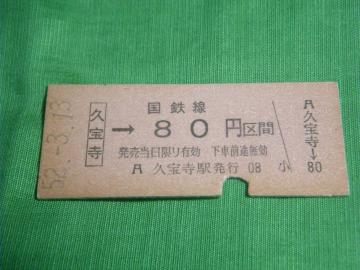 52.-3.13
久宝寺
国鉄線
→80円区間
発売当日限り有効 下車前途無効
A 久宝寺駅発行 08 小
A 久宝寺→80